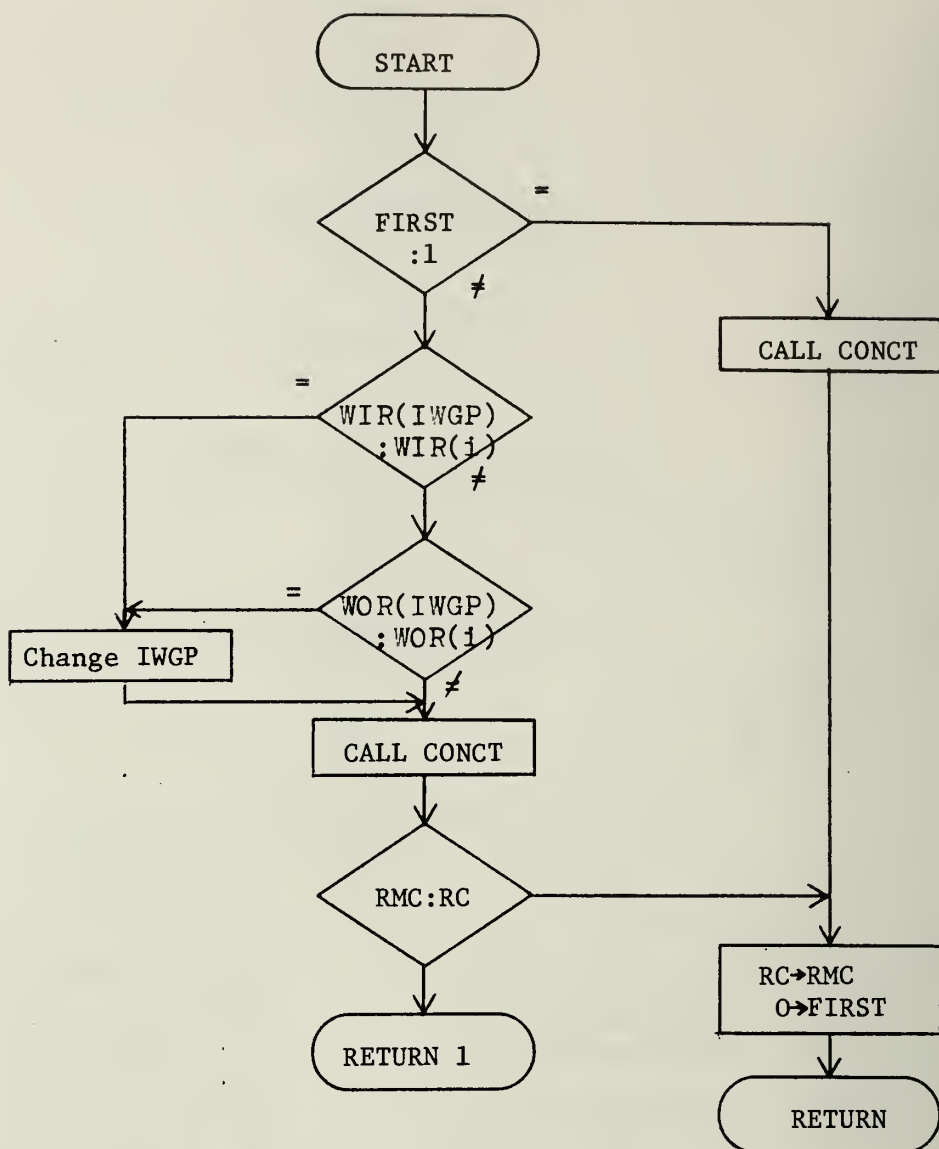 START
FIRST
:1
=
≠
CALL CONCT
WIR(IWGP)
;WIR(i)
=
≠
WOR(IWGP)
;WOR(i)
=
≠
Change IWGP
CALL CONCT
RMC:RC
RC→RMC
0→FIRST
RETURN 1
RETURN